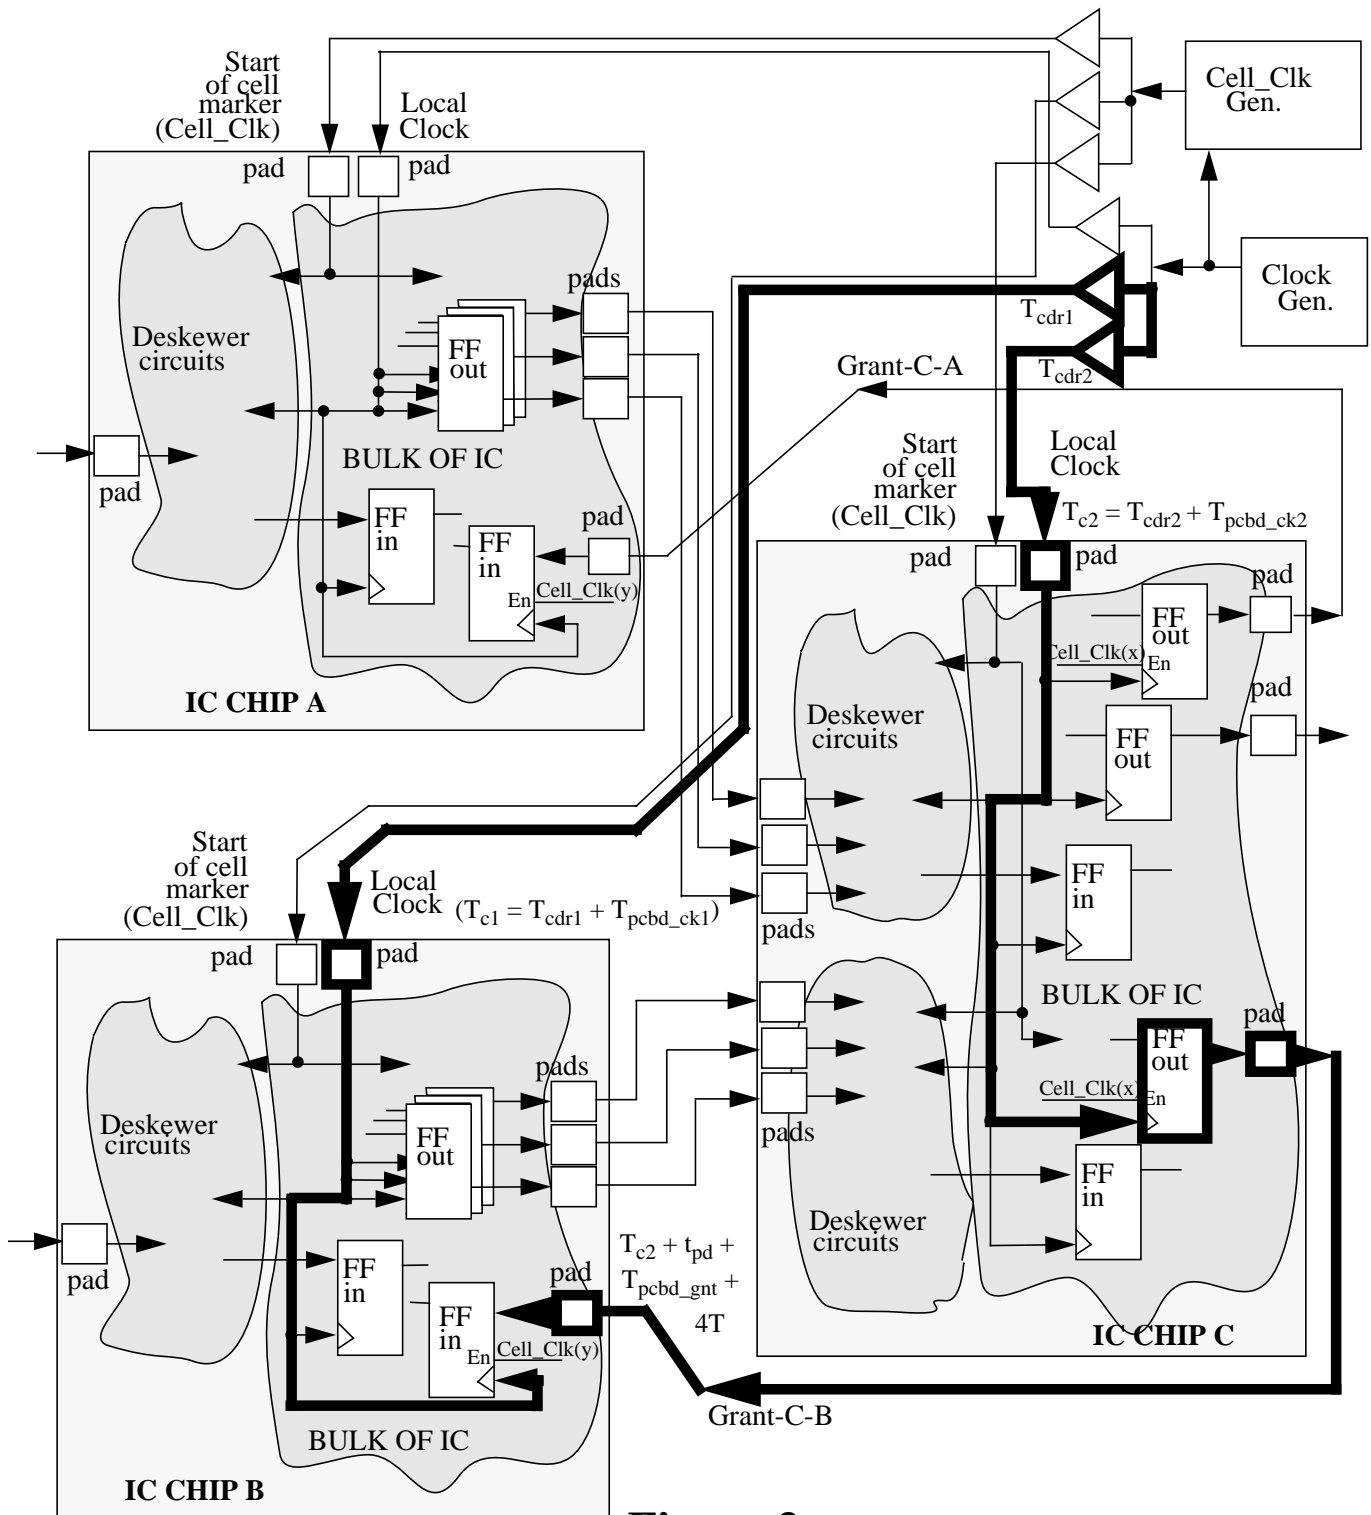 Start
of cell
marker
(Cell_Clk)
Local
Clock
Cell_Clk
Gen.
pad
pad
Clock
Gen.
pads
Deskewer
circuits
FF
out
Tcdr1
Tcdr2
Grant-C-A
BULK OF IC
pad
FF
in
pad
FF
in
En
Cell_Clk(y)
IC CHIP A
Start
of cell
marker
(Cell_Clk)
Local
Clock
Tc2 = Tcdr2 + Tpcbd_ck2
pad
pad
pad
FF
out
Cell_Clk(x)
En
pad
Deskewer
circuits
FF
out
FF
in
pads
BULK OF IC
pad
FF
out
Cell_Clk(x)
En
pads
FF
in
Deskewer
circuits
IC CHIP C
Start
of cell
marker
(Cell_Clk)
Local
Clock
(Tc1 = Tcdr1 + Tpcbd_ck1)
pad
pad
pads
Deskewer
circuits
FF
out
pad
FF
in
pad
FF
in
En
Cell_Clk(y)
Tc2 + tpd +
Tpcbd_gnt +
4T
Grant-C-B
BULK OF IC
IC CHIP B